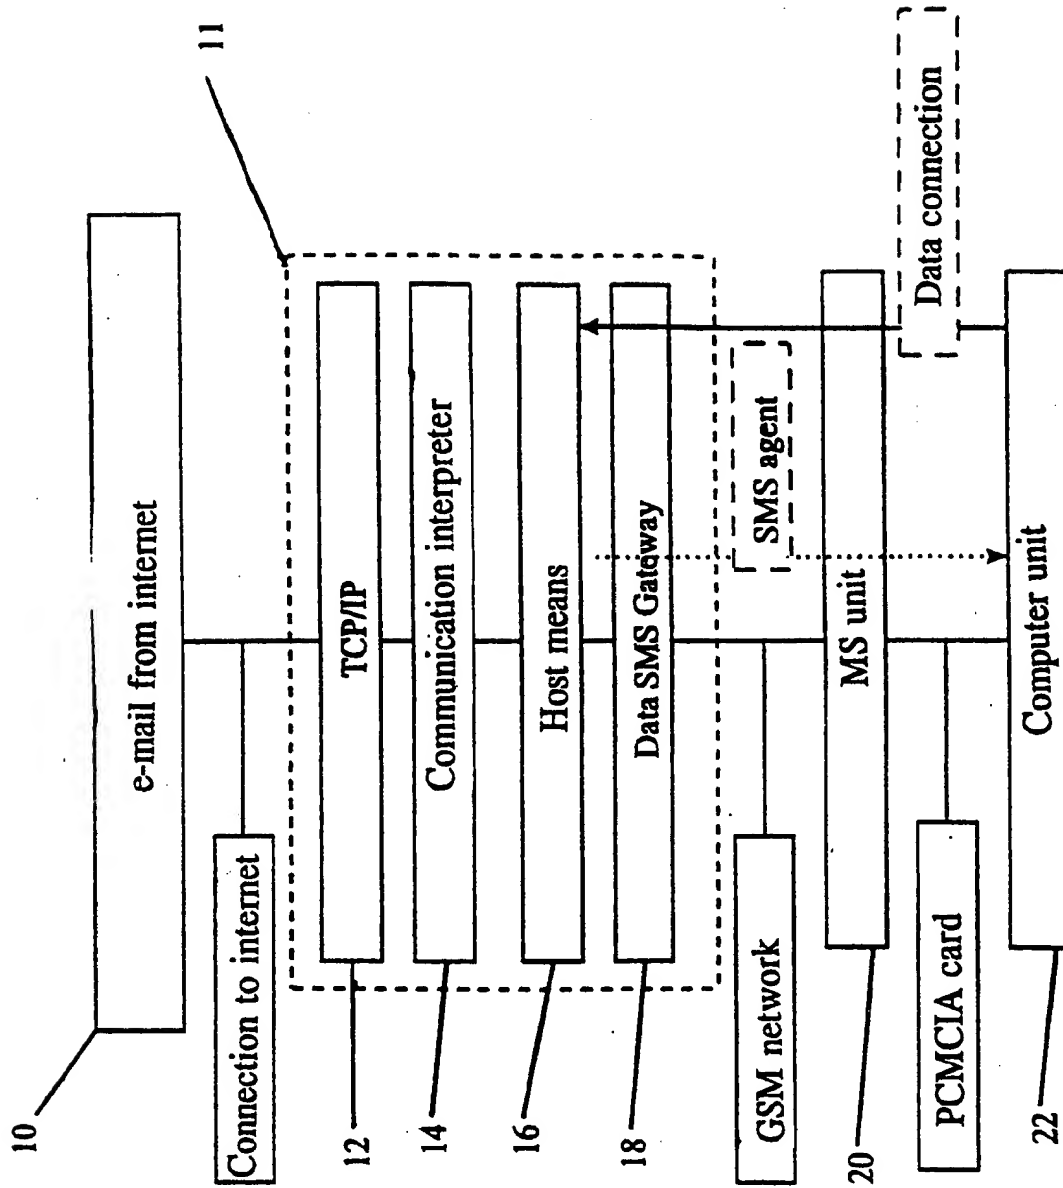 10
e-mail from internet
Connection to internet
11
12
TCP/IP
14
Communication interpreter
16
Host means
18
Data SMS Gateway
SMS agent
GSM network
20
MS unit
Data connection
PCMCIA card
22
Computer unit